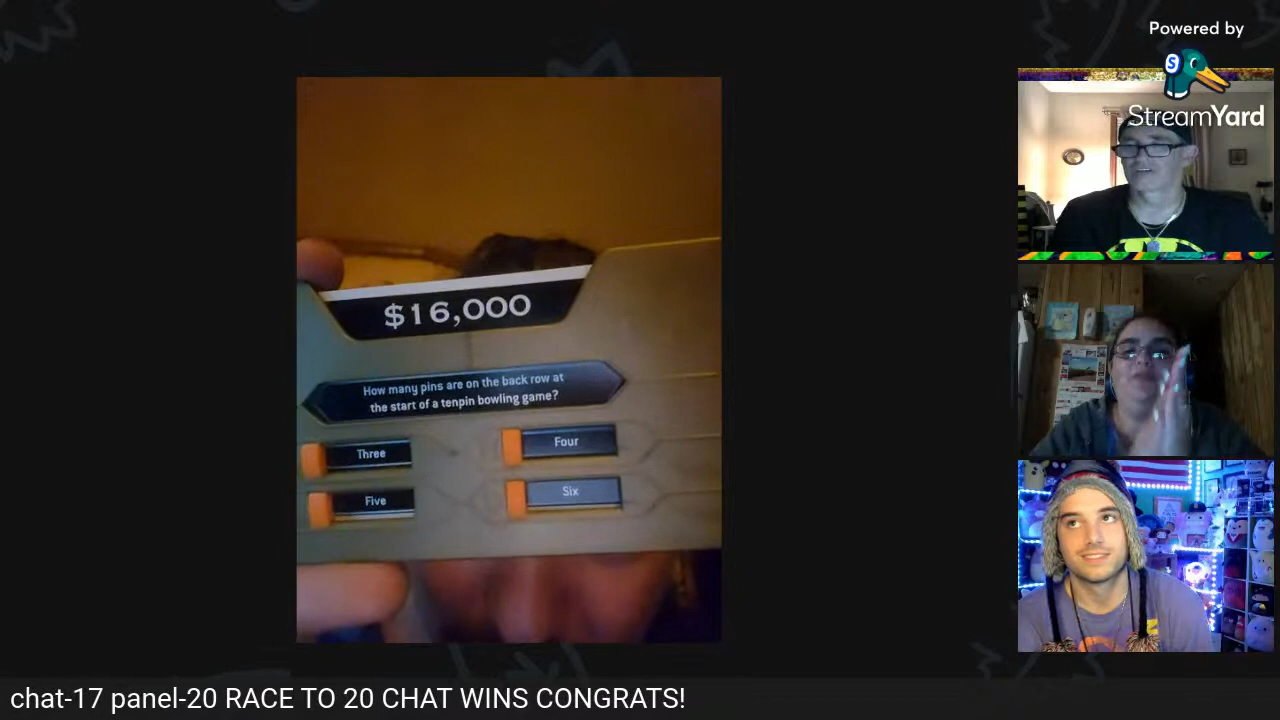 Powered by
S
StreamYard
$16,000
How many pins are on the back row at
the start of a tenpin bowling game?
Three
Four
Five
Six
chat-17 panel-20 RACE TO 20 CHAT WINS CONGRATS!